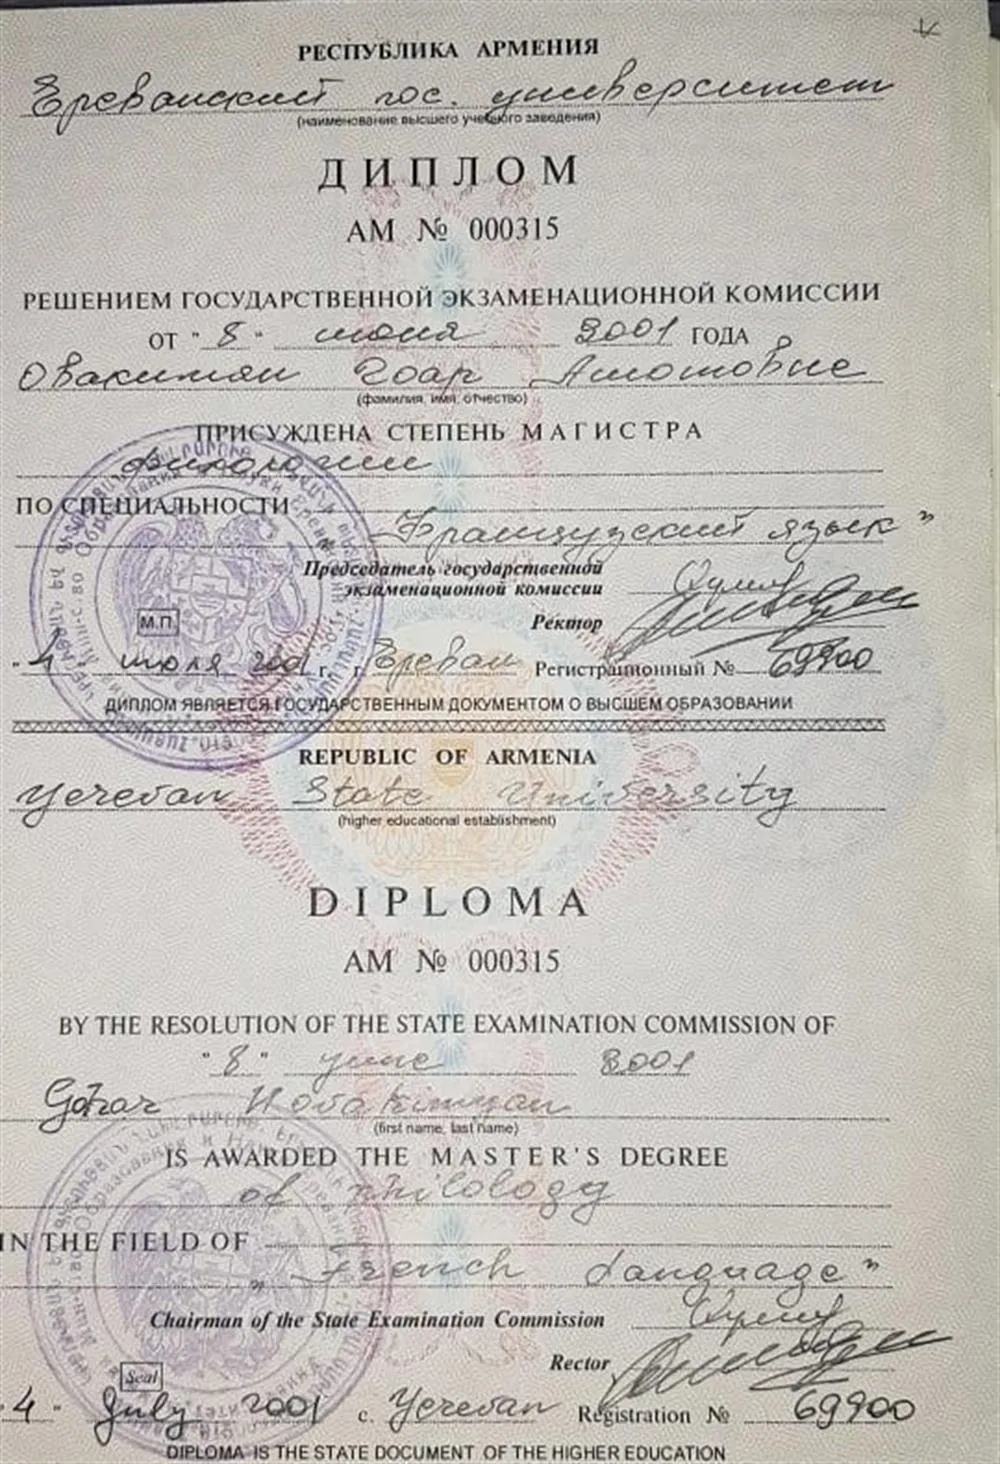 РЕСПУБЛИКА АРМЕНИЯ
Ереванский гос. университет
(наименование высшего учебного заведения)
ДИПЛОМ
АМ № 000315
РЕШЕНИЕМ ГОСУДАРСТВЕННОЙ ЭКЗАМЕНАЦИОННОЙ КОМИССИИ
ОТ "8" июня 2001 ГОДА
Овакимян Гоар Ашотовне
(фамилия, имя, отчество)
ПРИСУЖДЕНА СТЕПЕНЬ МАГИСТРА
филологии
ПО СПЕЦИАЛЬНОСТИ
"Французский язык"
Председатель государственной
экзаменационной комиссии
Ректор
М.П.
"4" июля 2001 г. г. Ереван Регистрационный № 69900
ДИПЛОМ ЯВЛЯЕТСЯ ГОСУДАРСТВЕННЫМ ДОКУМЕНТОМ О ВЫСШЕМ ОБРАЗОВАНИИ
REPUBLIC OF ARMENIA
Yerevan State University
(higher educational establishment)
DIPLOMA
AM № 000315
BY THE RESOLUTION OF THE STATE EXAMINATION COMMISSION OF
"8" yune 2001
Gohar Hovakimyan
(first name, last name)
IS AWARDED THE MASTER'S DEGREE
of philology
IN THE FIELD OF
"French Language"
Chairman of the State Examination Commission
Rector
Seal
"4" July 2001 c. Yerevan Registration № 69900
DIPLOMA IS THE STATE DOCUMENT OF THE HIGHER EDUCATION